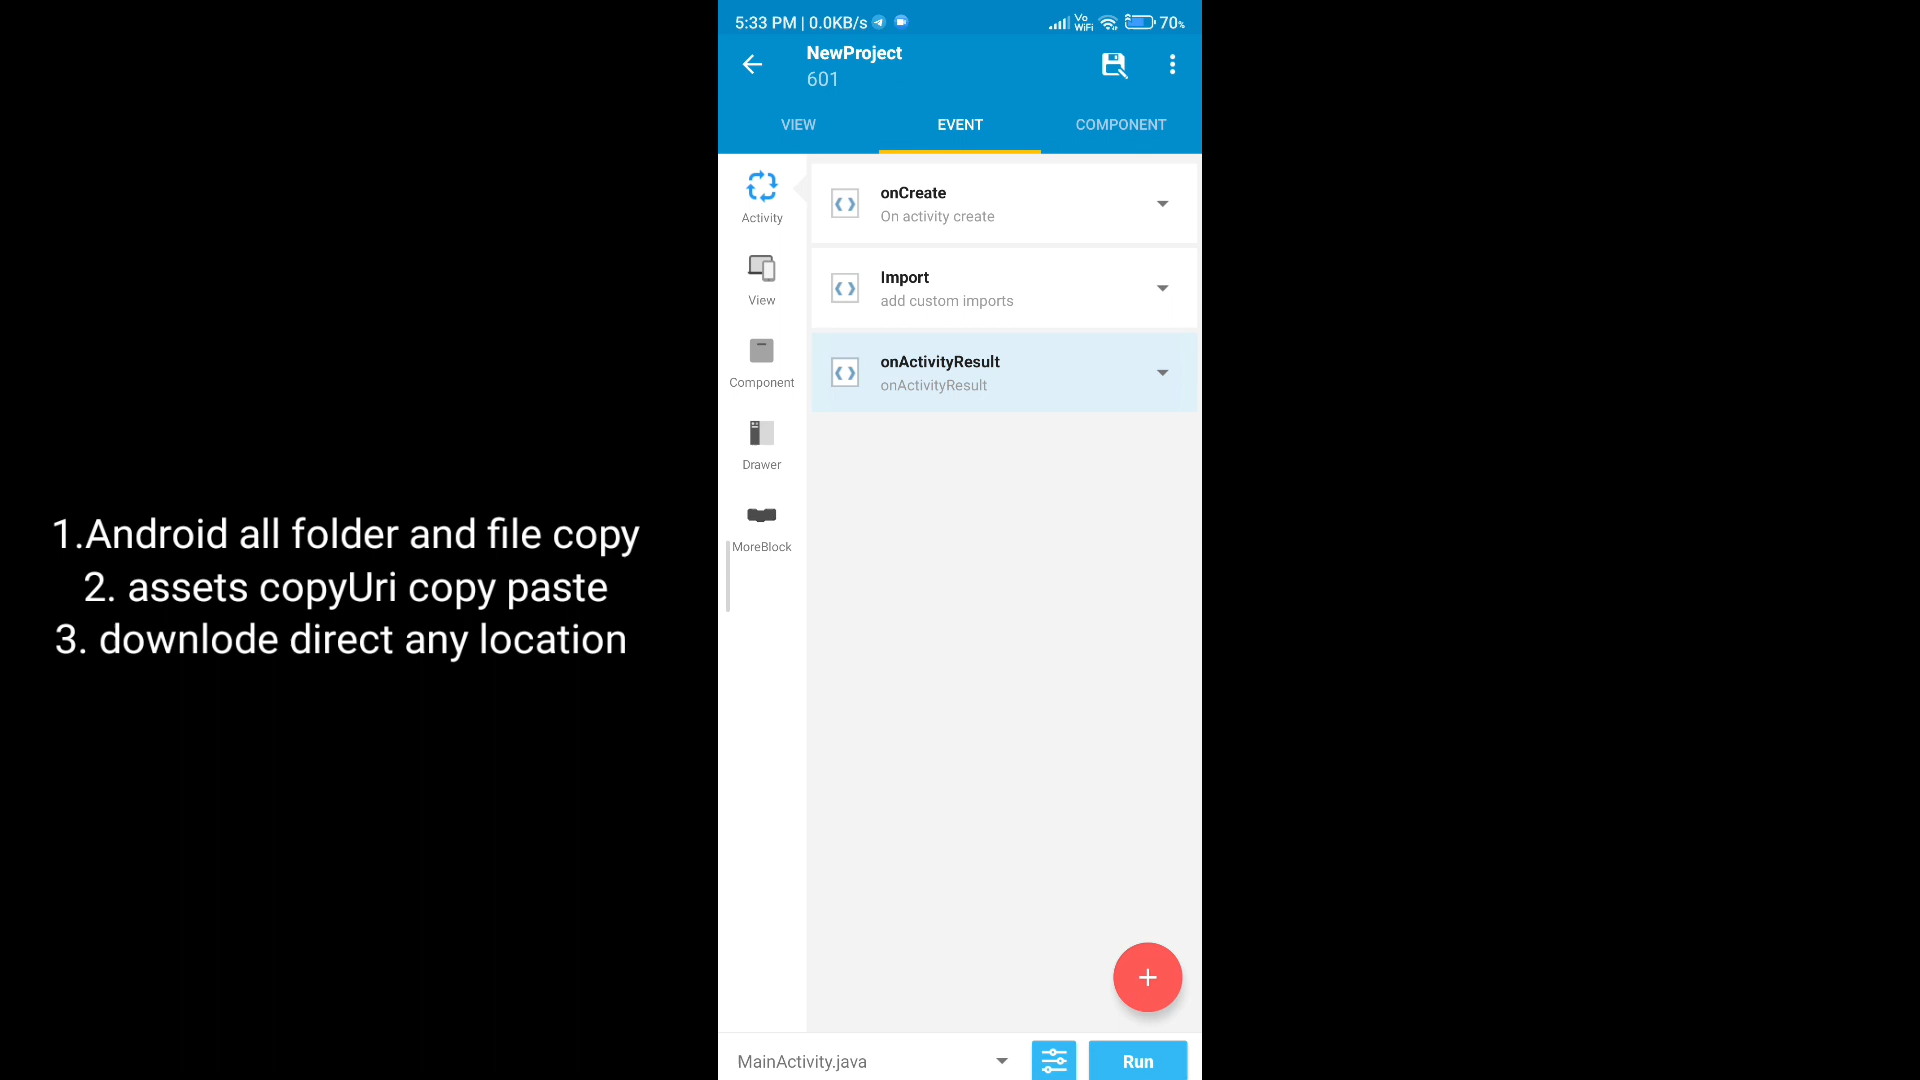 5:33 PM | 0.0KB/s
Vo
WiFi
70%
NewProject
601
VIEW
EVENT
COMPONENT
Activity
onCreate
On activity create
View
Import
add custom imports
Component
onActivityResult
onActivityResult
Drawer
MoreBlock
1.Android all folder and file copy
2. assets copyUri copy paste
3. downlode direct any location
MainActivity.java
Run